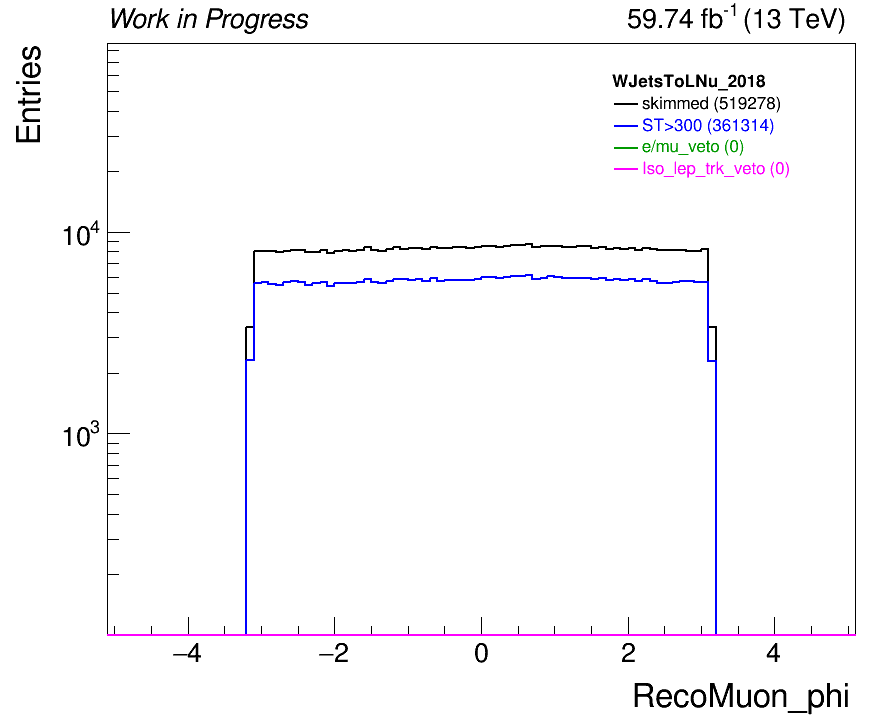 Work in Progress
59.74 fb-1 (13 TeV)
Entries
WJetsToLNu_2018
skimmed (519278)
ST>300 (361314)
e/mu_veto (0)
Iso_lep_trk_veto (0)
10^4
10^3
−4 −2 0 2 4
RecoMuon_phi